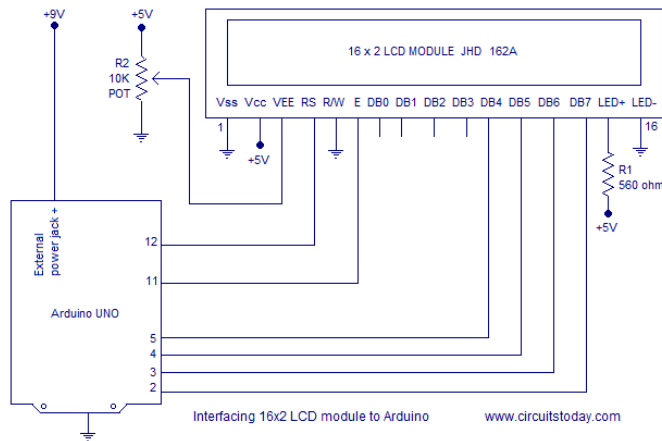 +9V
+5V
R2
10K
POT
16 x 2 LCD MODULE JHD 162A
Vss Vcc VEE RS R/W E DB0 DB1 DB2 DB3 DB4 DB5 DB6 DB7 LED+ LED-
1
16
+5V
R1
560 ohm
+5V
External
power jack +
12
11
Arduino UNO
5
4
3
2
Interfacing 16x2 LCD module to Arduino
www.circuitstoday.com